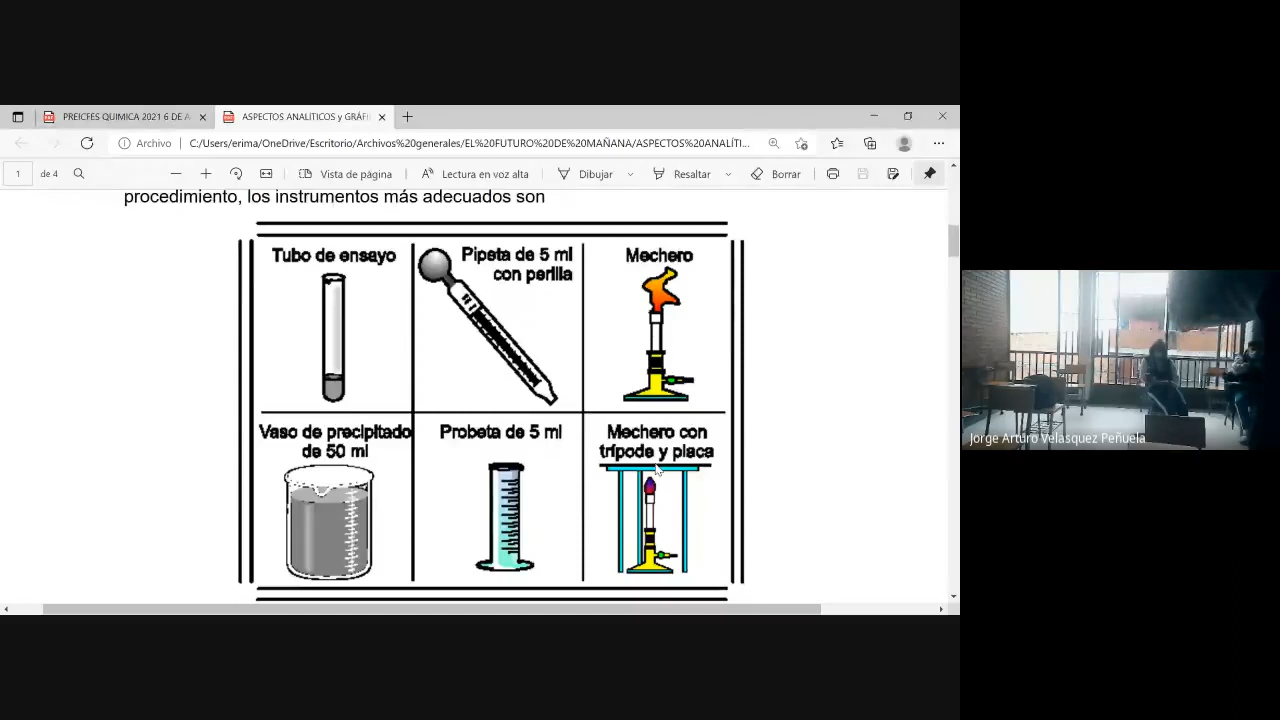 PREICFES QUIMICA 2021 6 DE A
ASPECTOS ANALÍTICOS y GRÁFI
Archivo
C:/Users/erima/OneDrive/Escritorio/Archivos%20generales/EL%20FUTURO%20DE%20MAÑANA/ASPECTOS%20ANALÍTI...
1 de 4
Vista de página
Lectura en voz alta
Dibujar
Resaltar
Borrar
procedimiento, los instrumentos más adecuados son
Tubo de ensayo
Pipeta de 5 ml
con perilla
Mechero
Vaso de precipitado
de 50 ml
Probeta de 5 ml
Mechero con
trípode y placa
Jorge Arturo Velasquez Peñuela